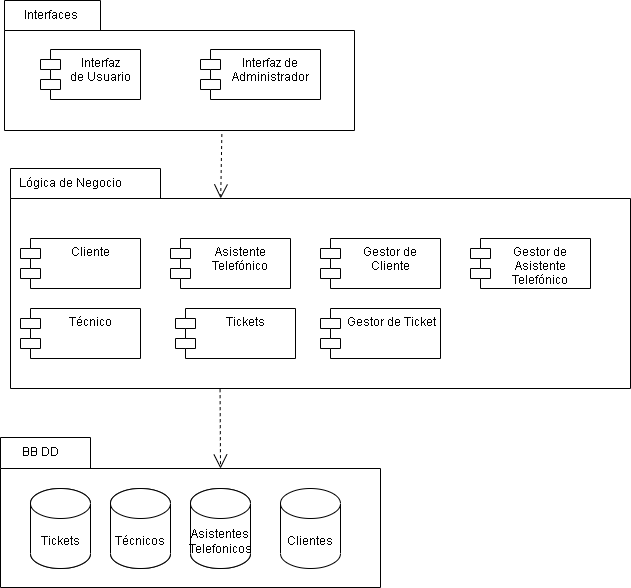 Interfaces
Interfaz
de Usuario
Interfaz de
Administrador
Lógica de Negocio
Cliente
Asistente
Telefónico
Gestor de
Cliente
Gestor de
Asistente
Telefónico
Técnico
Tickets
Gestor de Ticket
BB DD
Tickets
Técnicos
Asistentes
Telefonicos
Clientes